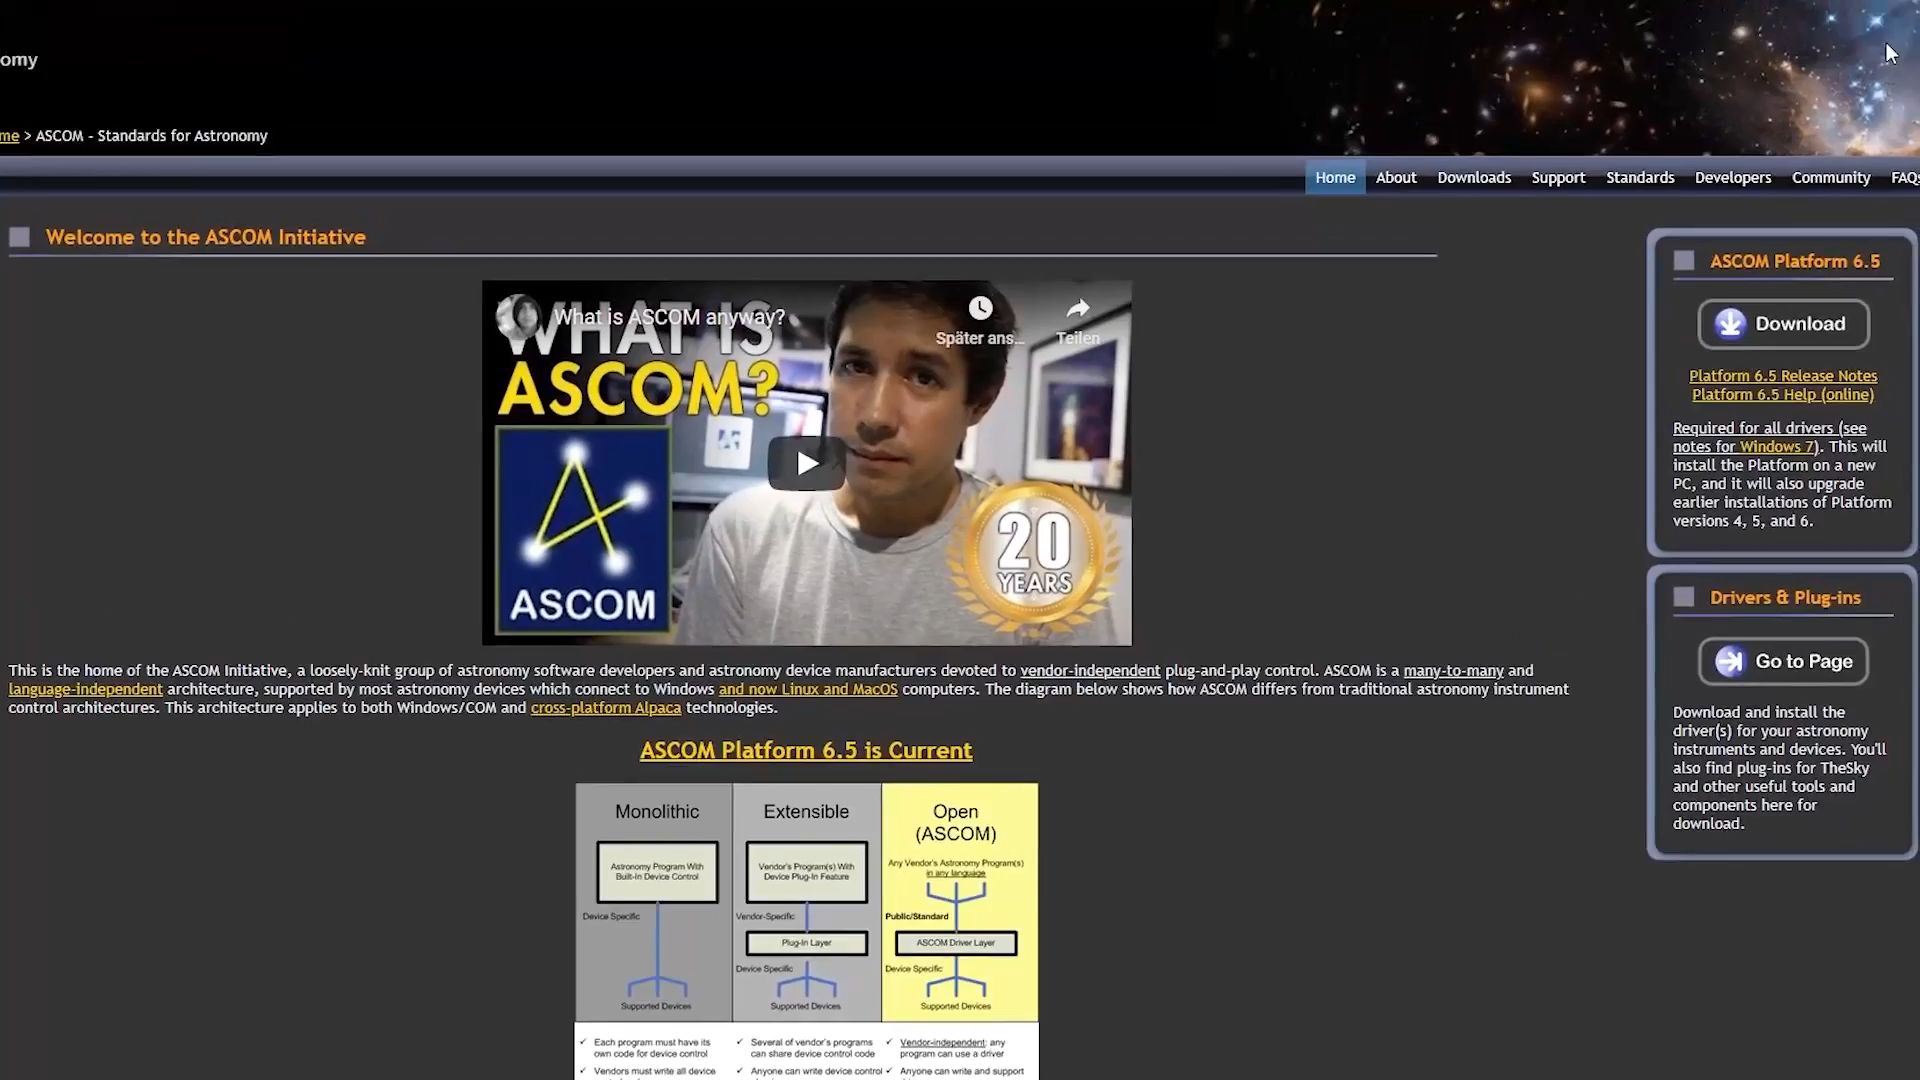 omy
me > ASCOM - Standards for Astronomy
Home About Downloads Support Standards Developers Community FAQs
Welcome to the ASCOM Initiative
What is ASCOM anyway?
Später ans...
Teilen
WHAT IS
ASCOM?
ASCOM
20
YEARS
This is the home of the ASCOM Initiative, a loosely-knit group of astronomy software developers and astronomy device manufacturers devoted to vendor-independent plug-and-play control. ASCOM is a many-to-many and
language-independent architecture, supported by most astronomy devices which connect to Windows and now Linux and MacOS computers. The diagram below shows how ASCOM differs from traditional astronomy instrument
control architectures. This architecture applies to both Windows/COM and cross-platform Alpaca technologies.
ASCOM Platform 6.5 is Current
Monolithic
Astronomy Program With
Built-In Device Control
Device Specific
Supported Devices
Each program must have its
own code for device control
Vendors must write all device
Extensible
Vendor's Program(s) With
Device Plug-In Feature
Vendor-Specific
Plug-In Layer
Device Specific
Supported Devices
Several of vendor's programs
can share device control code
Anyone can write device control
Open
(ASCOM)
Any Vendor's Astronomy Program(s)
in any language
Public/Standard
ASCOM Driver Layer
Device Specific
Supported Devices
Vendor-independent: any
program can use a driver
Anyone can write and support
ASCOM Platform 6.5
Download
Platform 6.5 Release Notes
Platform 6.5 Help (online)
Required for all drivers (see
notes for Windows 7). This will
install the Platform on a new
PC, and it will also upgrade
earlier installations of Platform
versions 4, 5, and 6.
Drivers & Plug-ins
Go to Page
Download and install the
driver(s) for your astronomy
instruments and devices. You'll
also find plug-ins for TheSky
and other useful tools and
components here for
download.